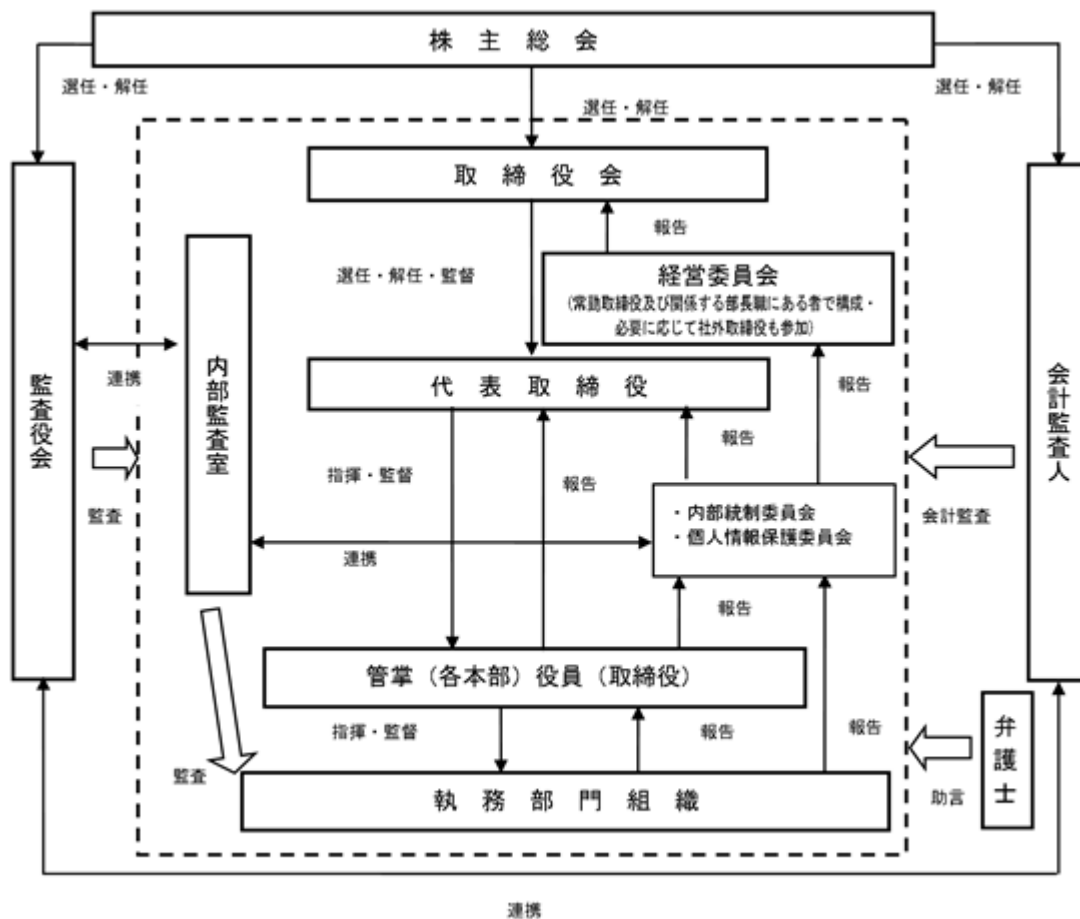 株主総会
選任・解任
選任・解任
選任・解任
取締役会
報告
経営委員会
(常勤取締役及び関係する部長職にある者で構成・
必要に応じて社外取締役も参加)
選任・解任・監督
監査役会
連携
内部監査室
代表取締役
報告
会計監査人
監査
指揮・監督
報告
報告
・内部統制委員会
・個人情報保護委員会
会計監査
連携
報告
管掌（各本部）役員（取締役）
指揮・監督
報告
報告
弁護士
助言
監査
執務部門組織
連携